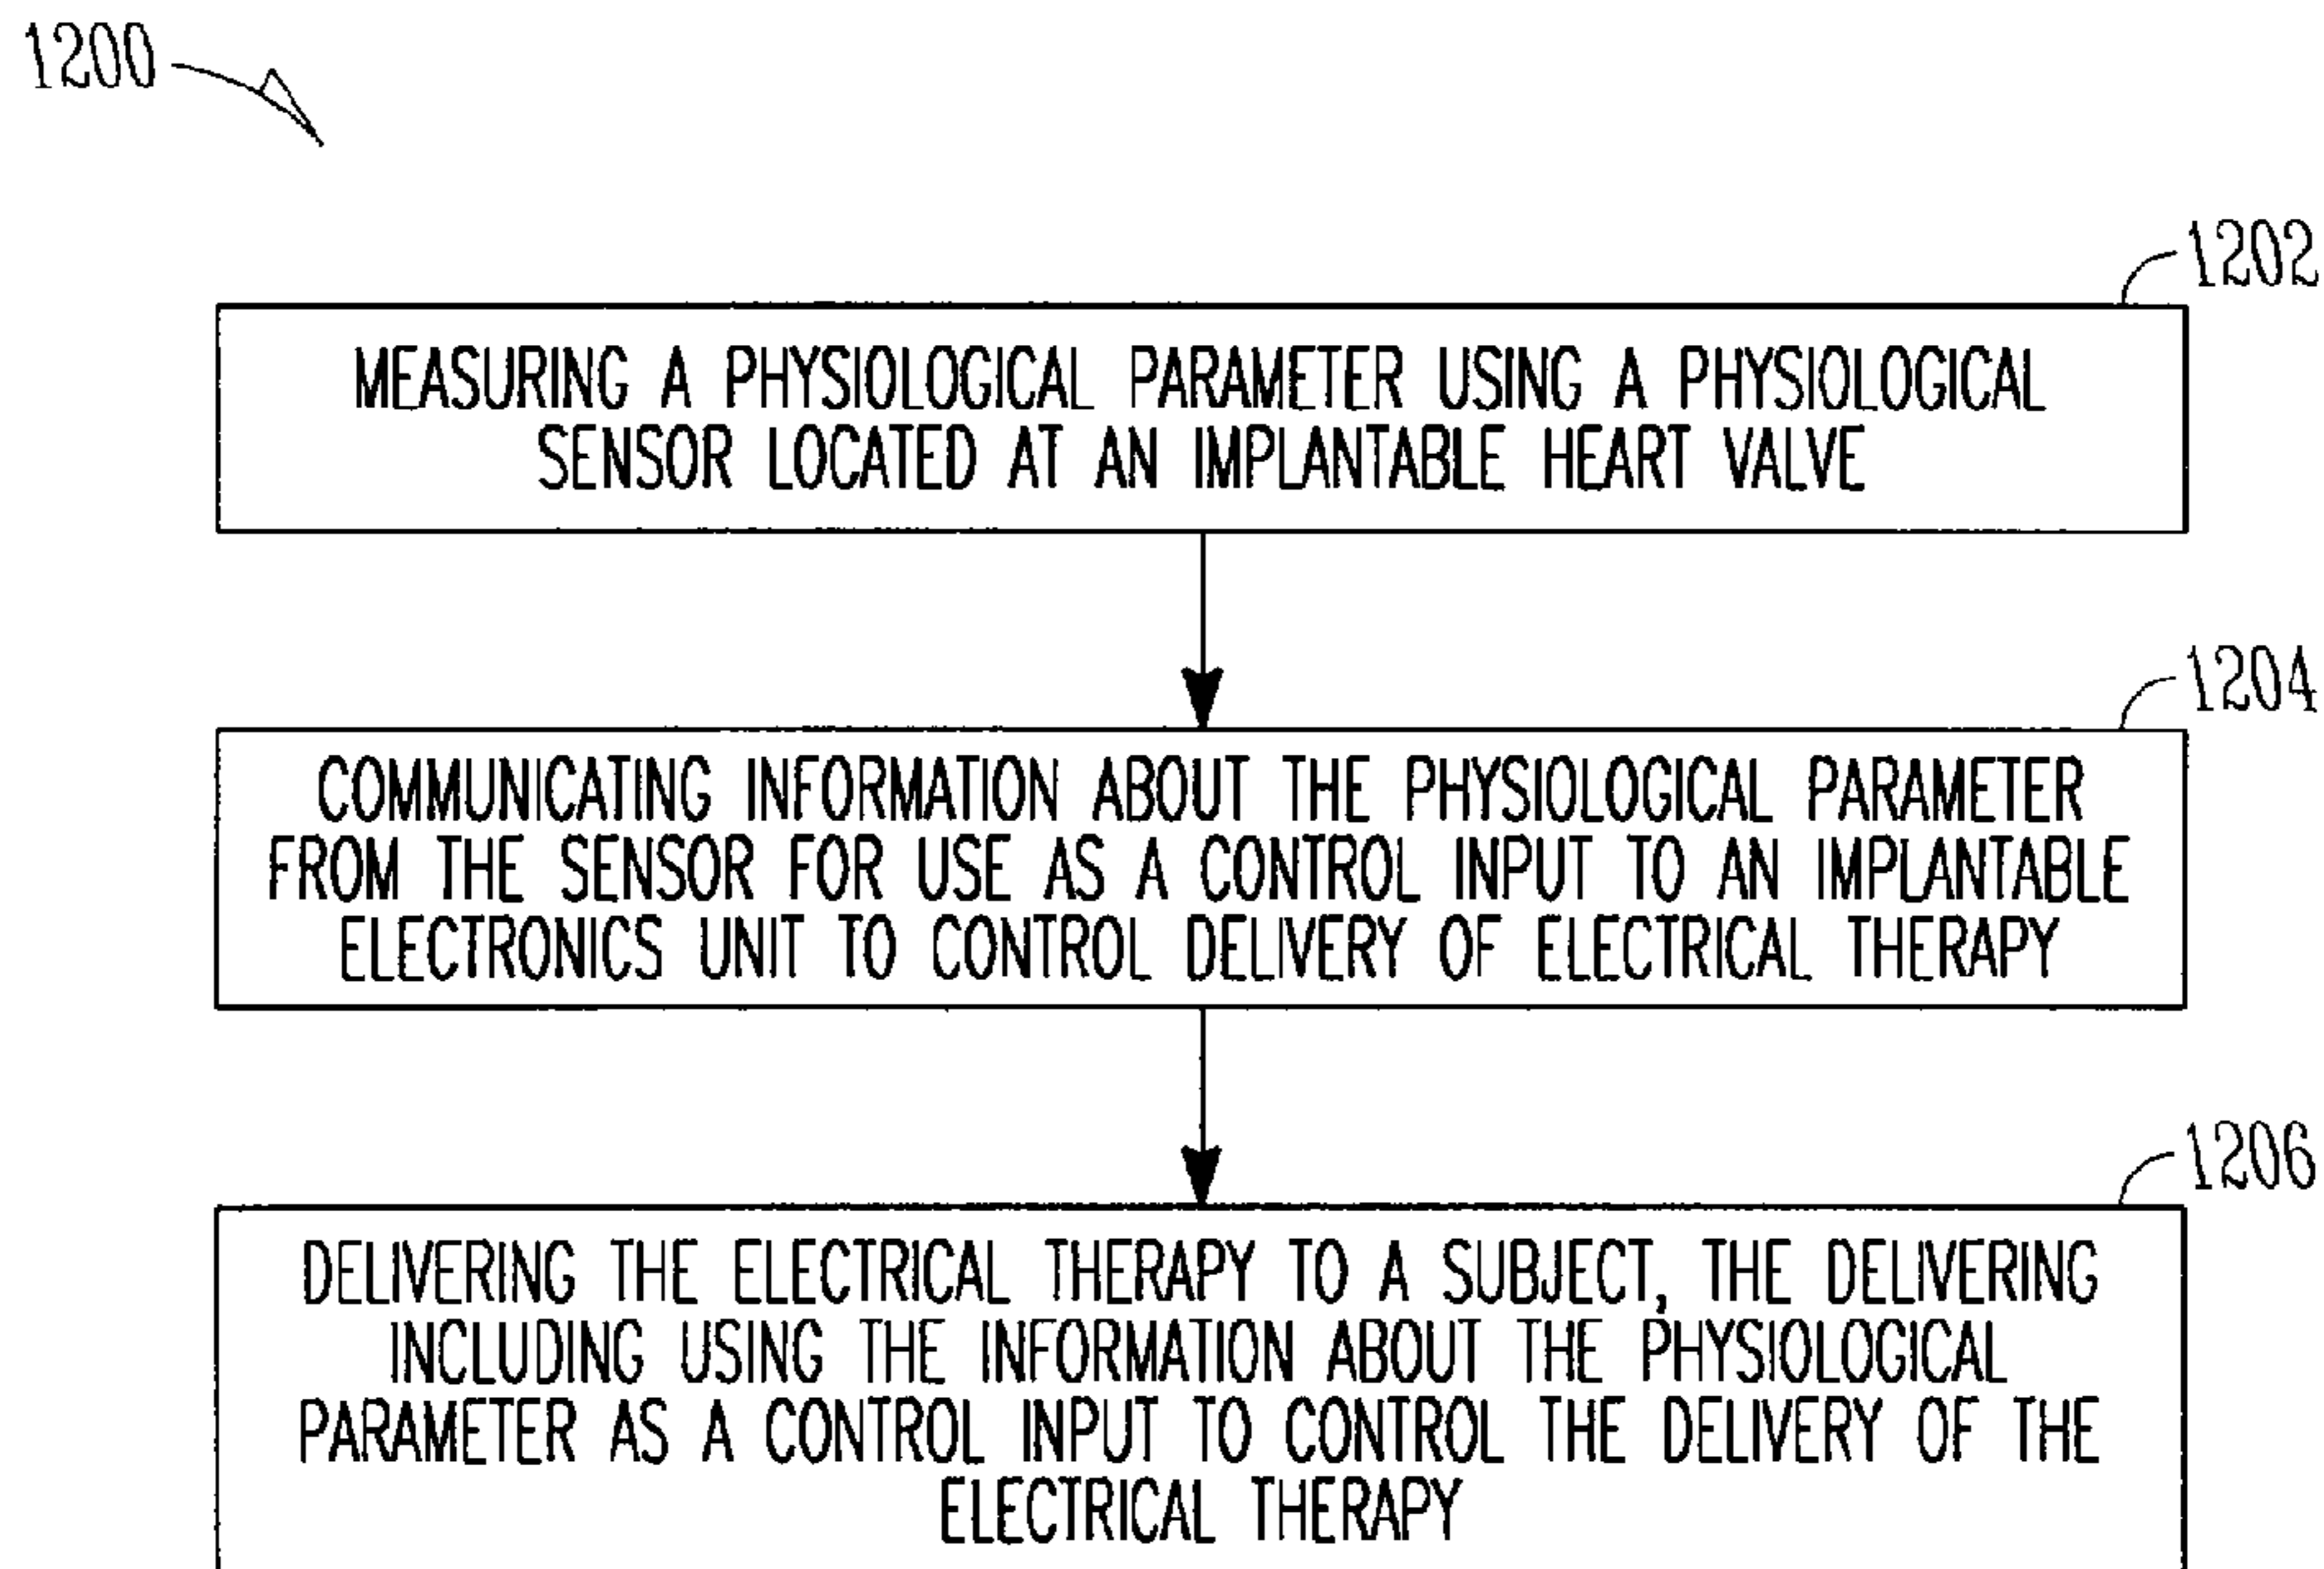 1200
1202
MEASURING A PHYSIOLOGICAL PARAMETER USING A PHYSIOLOGICAL
SENSOR LOCATED AT AN IMPLANTABLE HEART VALVE
1204
COMMUNICATING INFORMATION ABOUT THE PHYSIOLOGICAL PARAMETER
FROM THE SENSOR FOR USE AS A CONTROL INPUT TO AN IMPLANTABLE
ELECTRONICS UNIT TO CONTROL DELIVERY OF ELECTRICAL THERAPY
1206
DELIVERING THE ELECTRICAL THERAPY TO A SUBJECT, THE DELIVERING
INCLUDING USING THE INFORMATION ABOUT THE PHYSIOLOGICAL
PARAMETER AS A CONTROL INPUT TO CONTROL THE DELIVERY OF THE
ELECTRICAL THERAPY